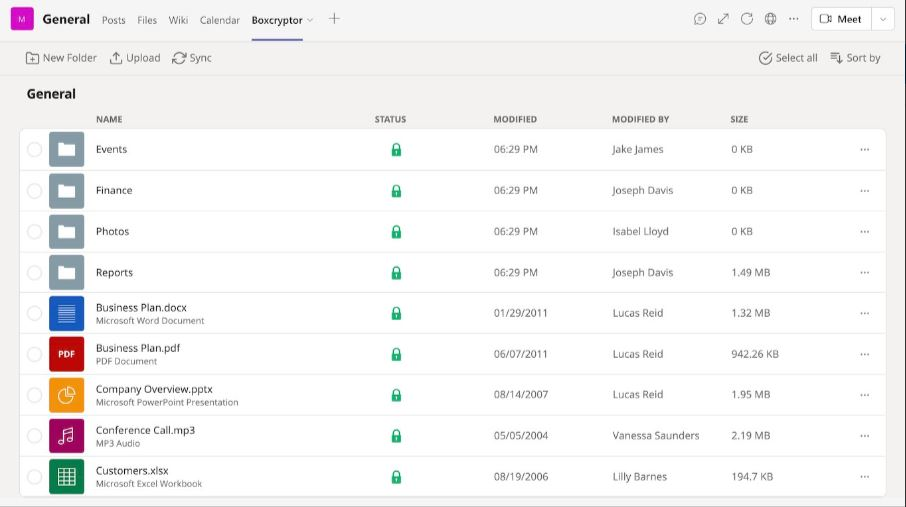 M General Posts Files Wiki Calendar Boxcryptor Meet
New Folder Upload Sync Select all Sort by
General
NAME STATUS MODIFIED MODIFIED BY SIZE
Events 06:29 PM Jake James 0 KB ...
Finance 06:29 PM Joseph Davis 0 KB ...
Photos 06:29 PM Isabel Lloyd 0 KB ...
Reports 06:29 PM Joseph Davis 1.49 MB ...
Business Plan.docx 01/29/2011 Lucas Reid 1.32 MB ...
Microsoft Word Document
PDF Business Plan.pdf 06/07/2011 Lucas Reid 942,26 KB ...
PDF Document
Company Overview.pptx 08/14/2007 Lucas Reid 1.95 MB ...
Microsoft PowerPoint Presentation
Conference Call.mp3 05/05/2004 Vanessa Saunders 2.19 MB ...
MP3 Audio
Customers.xlsx 08/19/2006 Lilly Barnes 194.7 KB ...
Microsoft Excel Workbook